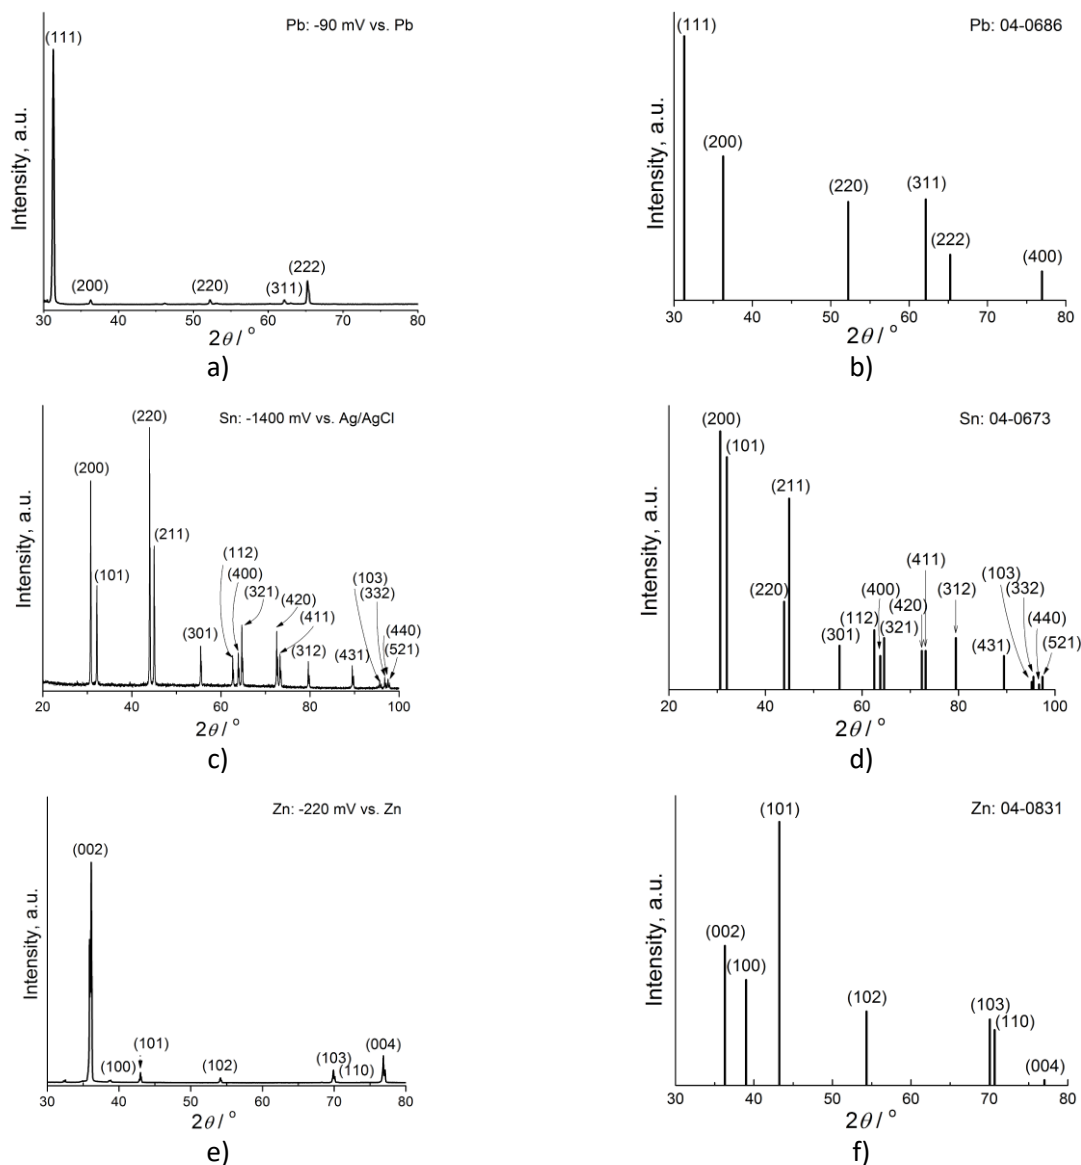 Pb: -90 mV vs. Pb
(111)
Intensity, a.u.
(200)
(220)
(311)
(222)
30 40 50 60 70 80
2θ / °
a)
Pb: 04-0686
(111)
Intensity, a.u.
(200)
(220)
(311)
(222)
(400)
30 40 50 60 70 80
2θ / °
b)
Sn: -1400 mV vs. Ag/AgCl
(220)
(200)
Intensity, a.u.
(211)
(101)
(112)
(400)
(321)
(301)
(420)
(411)
(312)
(431)
(103)
(332)
(440)
(521)
20 40 60 80 100
2θ / °
c)
Sn: 04-0673
(200)
(101)
Intensity, a.u.
(211)
(220)
(301)
(112)
(400)
(321)
(420)
(411)
(312)
(431)
(103)
(332)
(440)
(521)
20 40 60 80 100
2θ / °
d)
Zn: -220 mV vs. Zn
(002)
Intensity, a.u.
(100)
(101)
(102)
(103)
(110)
(004)
30 40 50 60 70 80
2θ / °
e)
Zn: 04-0831
(101)
Intensity, a.u.
(002)
(100)
(102)
(103)
(110)
(004)
30 40 50 60 70 80
2θ / °
f)